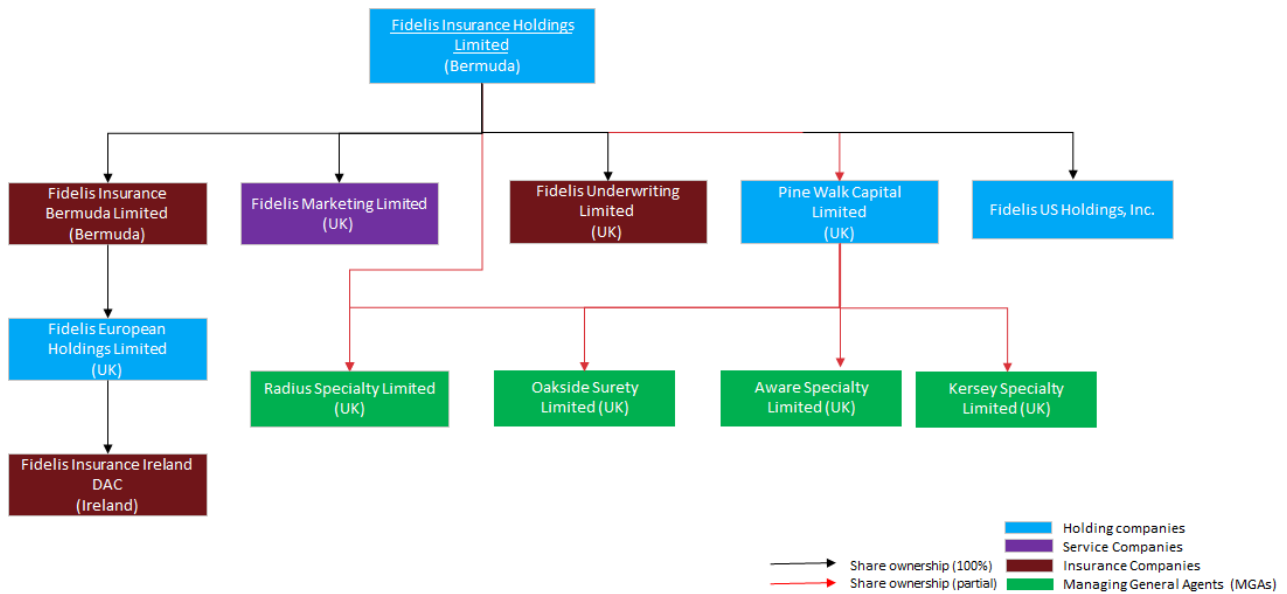 Fidelis Insurance Holdings
Limited
(Bermuda)
Fidelis Insurance
Bermuda Limited
(Bermuda)
Fidelis Marketing Limited
(UK)
Fidelis Underwriting
Limited
(UK)
Pine Walk Capital
Limited
(UK)
Fidelis US Holdings, Inc.
Fidelis European
Holdings Limited
(UK)
Radius Specialty Limited
(UK)
Oakside Surety
Limited (UK)
Aware Specialty
Limited (UK)
Kersey Specialty
Limited (UK)
Fidelis Insurance Ireland
DAC
(Ireland)
Share ownership (100%)
Share ownership (partial)
Holding companies
Service Companies
Insurance Companies
Managing General Agents (MGAs)